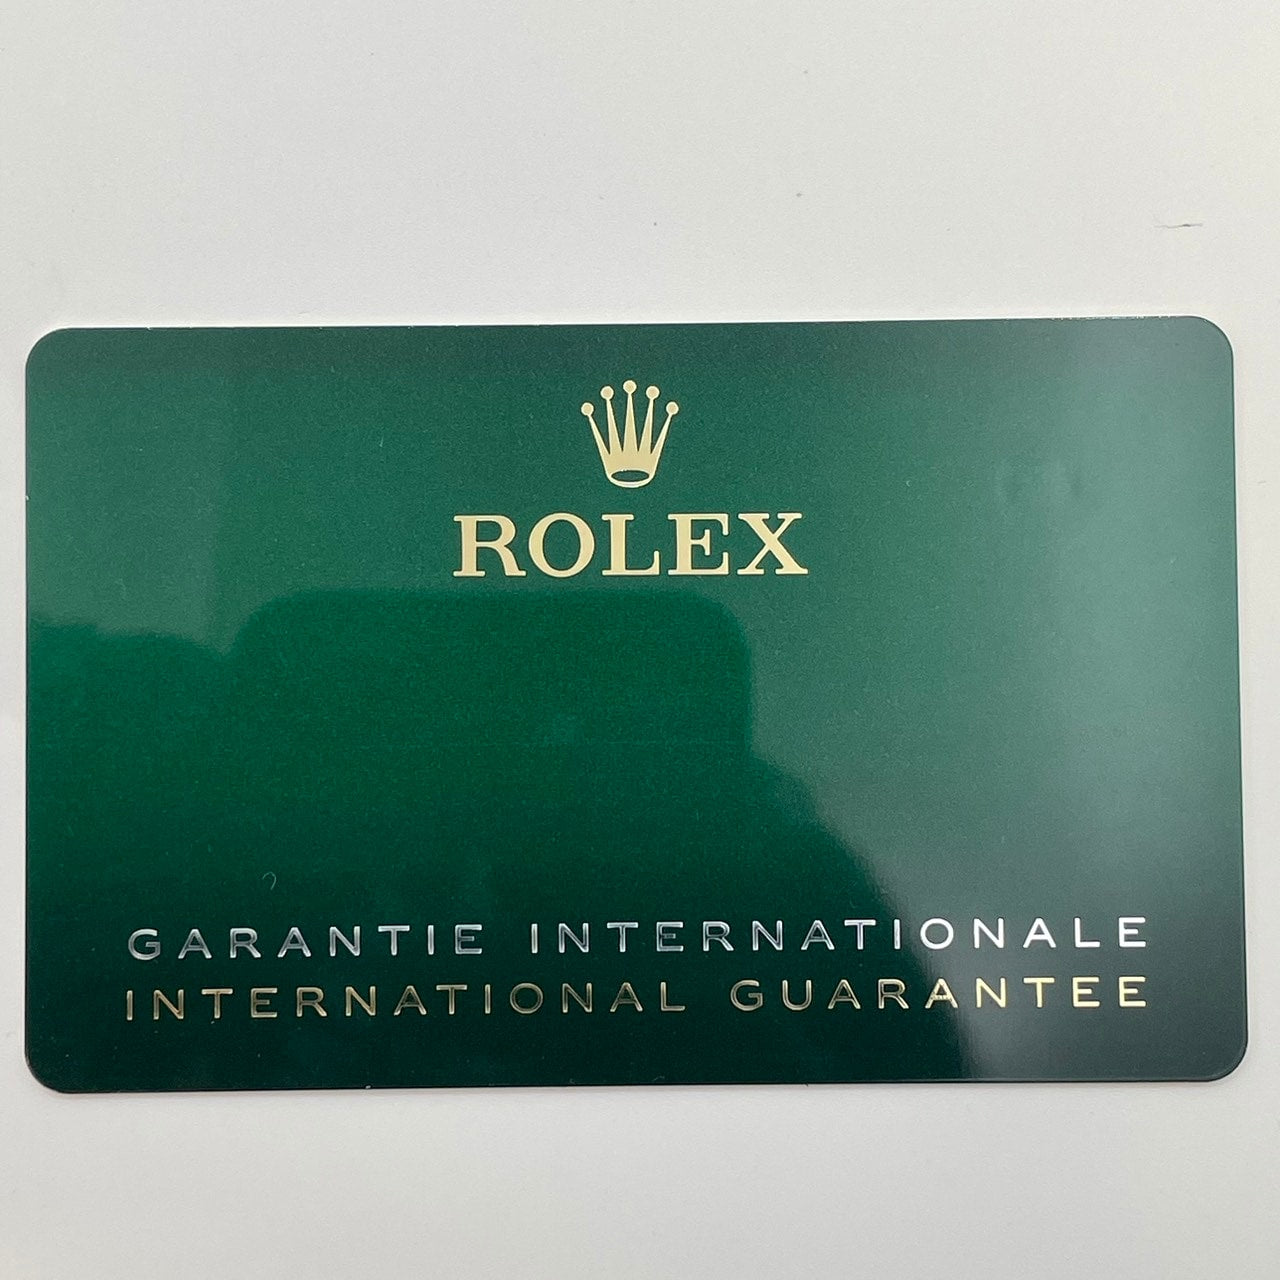 ROLEX
GARANTIE INTERNATIONALE
INTERNATIONAL GUARANTEE